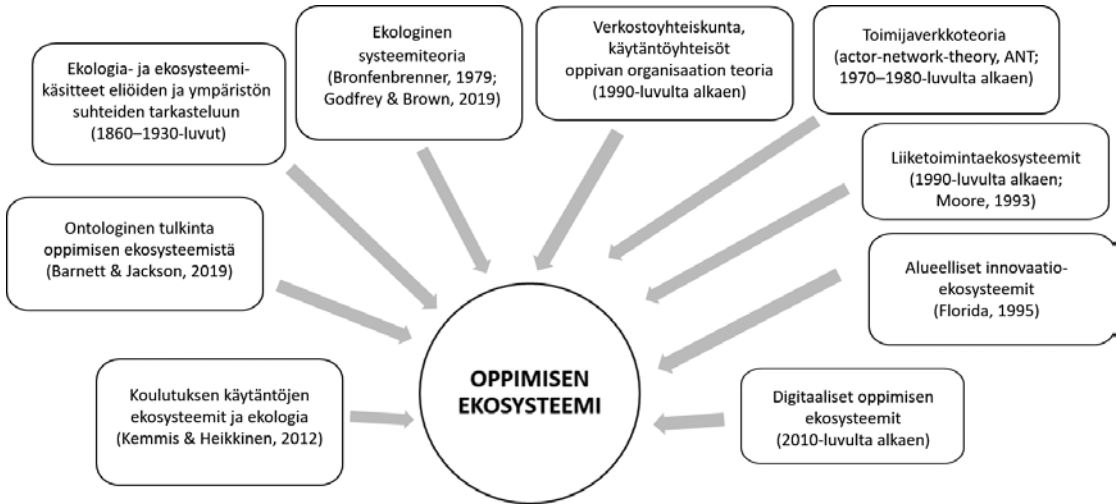 Ekologinen
systeemiteoria
(Bronfenbrenner, 1979;
Godfrey & Brown, 2019)
Verkostoyhteiskunta,
käytäntöyhteisöt
oppivan organisaation teoria
(1990-luvulta alkaen)
Toimijaverkkoteoria
(actor-network-theory, ANT;
1970–1980-luvulta alkaen)
Ekologia- ja ekosysteemi-
käsitteet eliöiden ja ympäristön
suhteiden tarkasteluun
(1860–1930-luvut)
Liiketoimintaekosysteemit
(1990-luvulta alkaen;
Moore, 1993)
Ontologinen tulkinta
oppimisen ekosysteemistä
(Barnett & Jackson, 2019)
Alueelliset innovaatio-
ekosysteemit
(Florida, 1995)
OPPIMISEN
EKOSYSTEEMI
Koulutuksen käytäntöjen
ekosysteemit ja ekologia
(Kemmis & Heikkinen, 2012)
Digitaaliset oppimisen
ekosysteemit
(2010-luvulta alkaen)